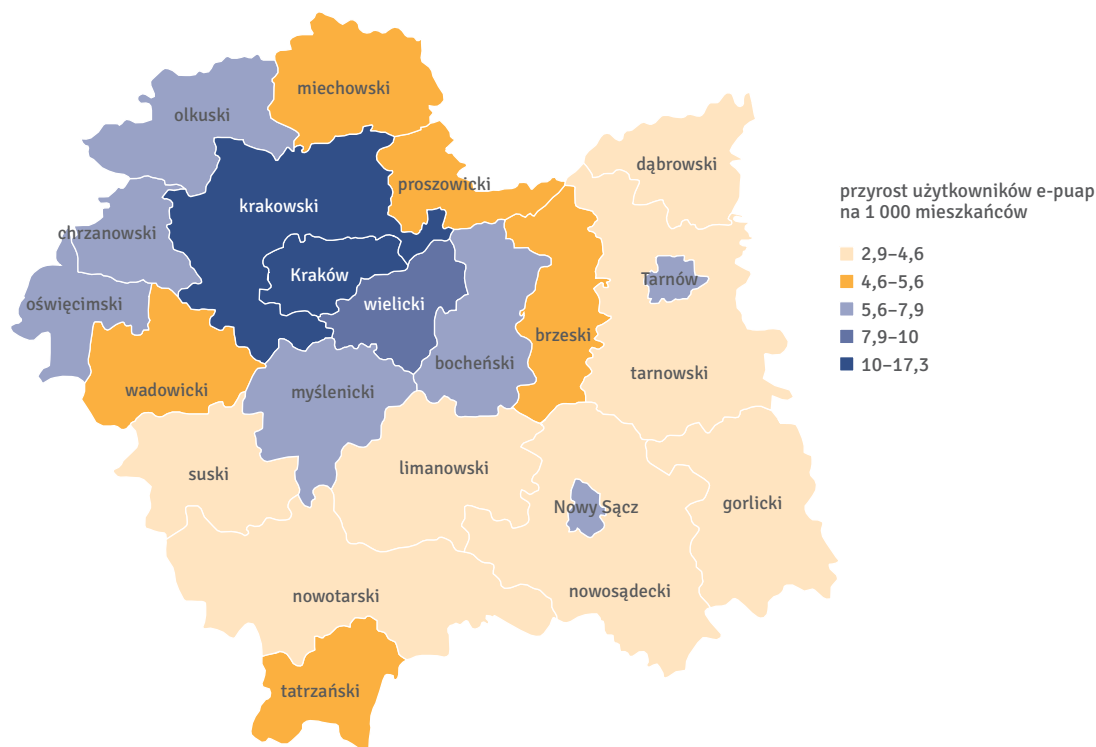 miechowski
olkuski
dąbrowski
proszowicki
krakowski
chrzanowski
Kraków
Tarnów
oświęcimski
wielicki
brzeski
bocheński
tarnowski
wadowicki
myślenicki
limanowski
suski
Nowy Sącz
gorlicki
nowosądecki
nowotarski
tatrzański
przyrost użytkowników e-puap
na 1 000 mieszkańców
2,9–4,6
4,6–5,6
5,6–7,9
7,9–10
10–17,3